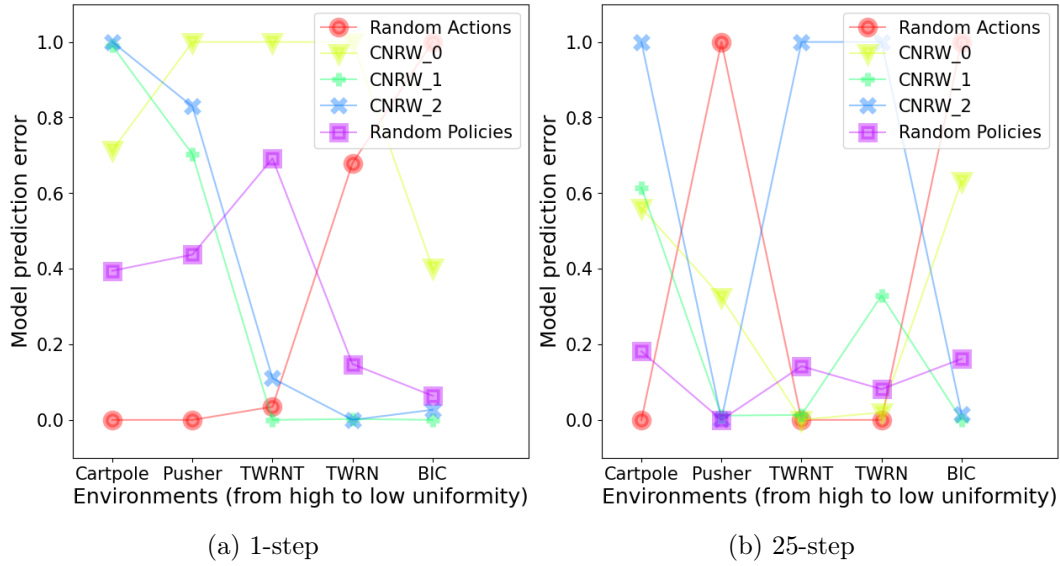 1.0
0.8
0.6
0.4
0.2
0.0
Model prediction error
Random Actions
CNRW_0
CNRW_1
CNRW_2
Random Policies
Cartpole Pusher TWRNT TWRN BIC
Environments (from high to low uniformity)
(a) 1-step
1.0
0.8
0.6
0.4
0.2
0.0
Model prediction error
Random Actions
CNRW_0
CNRW_1
CNRW_2
Random Policies
Cartpole Pusher TWRNT TWRN BIC
Environments (from high to low uniformity)
(b) 25-step